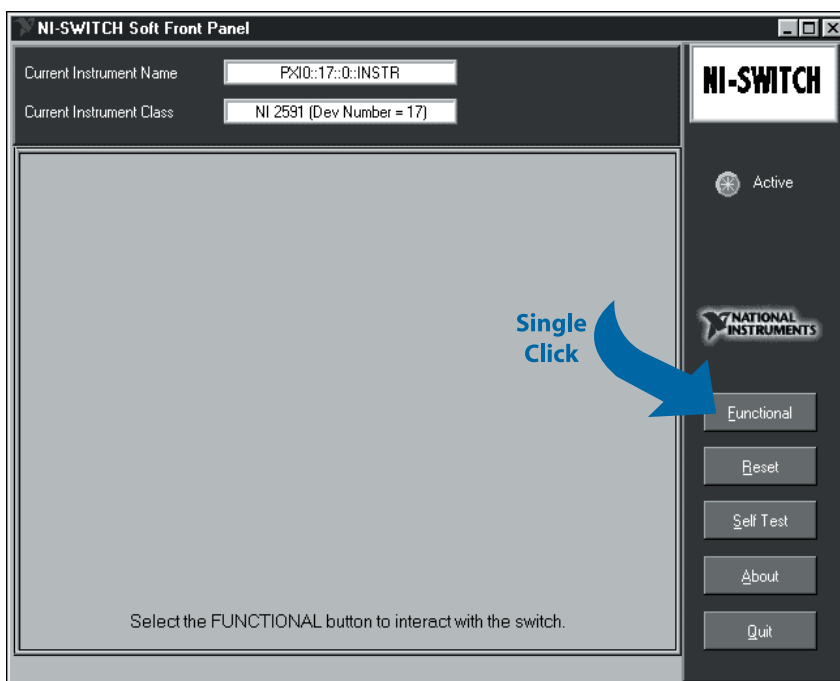 NI-SWITCH Soft Front Panel
Current Instrument Name PXI0::17::0::INSTR
Current Instrument Class NI 2591 (Dev Number = 17)
NI-SWITCH
Active
NATIONAL
INSTRUMENTS
Single
Click
Functional
Reset
Self Test
About
Quit
Select the FUNCTIONAL button to interact with the switch.